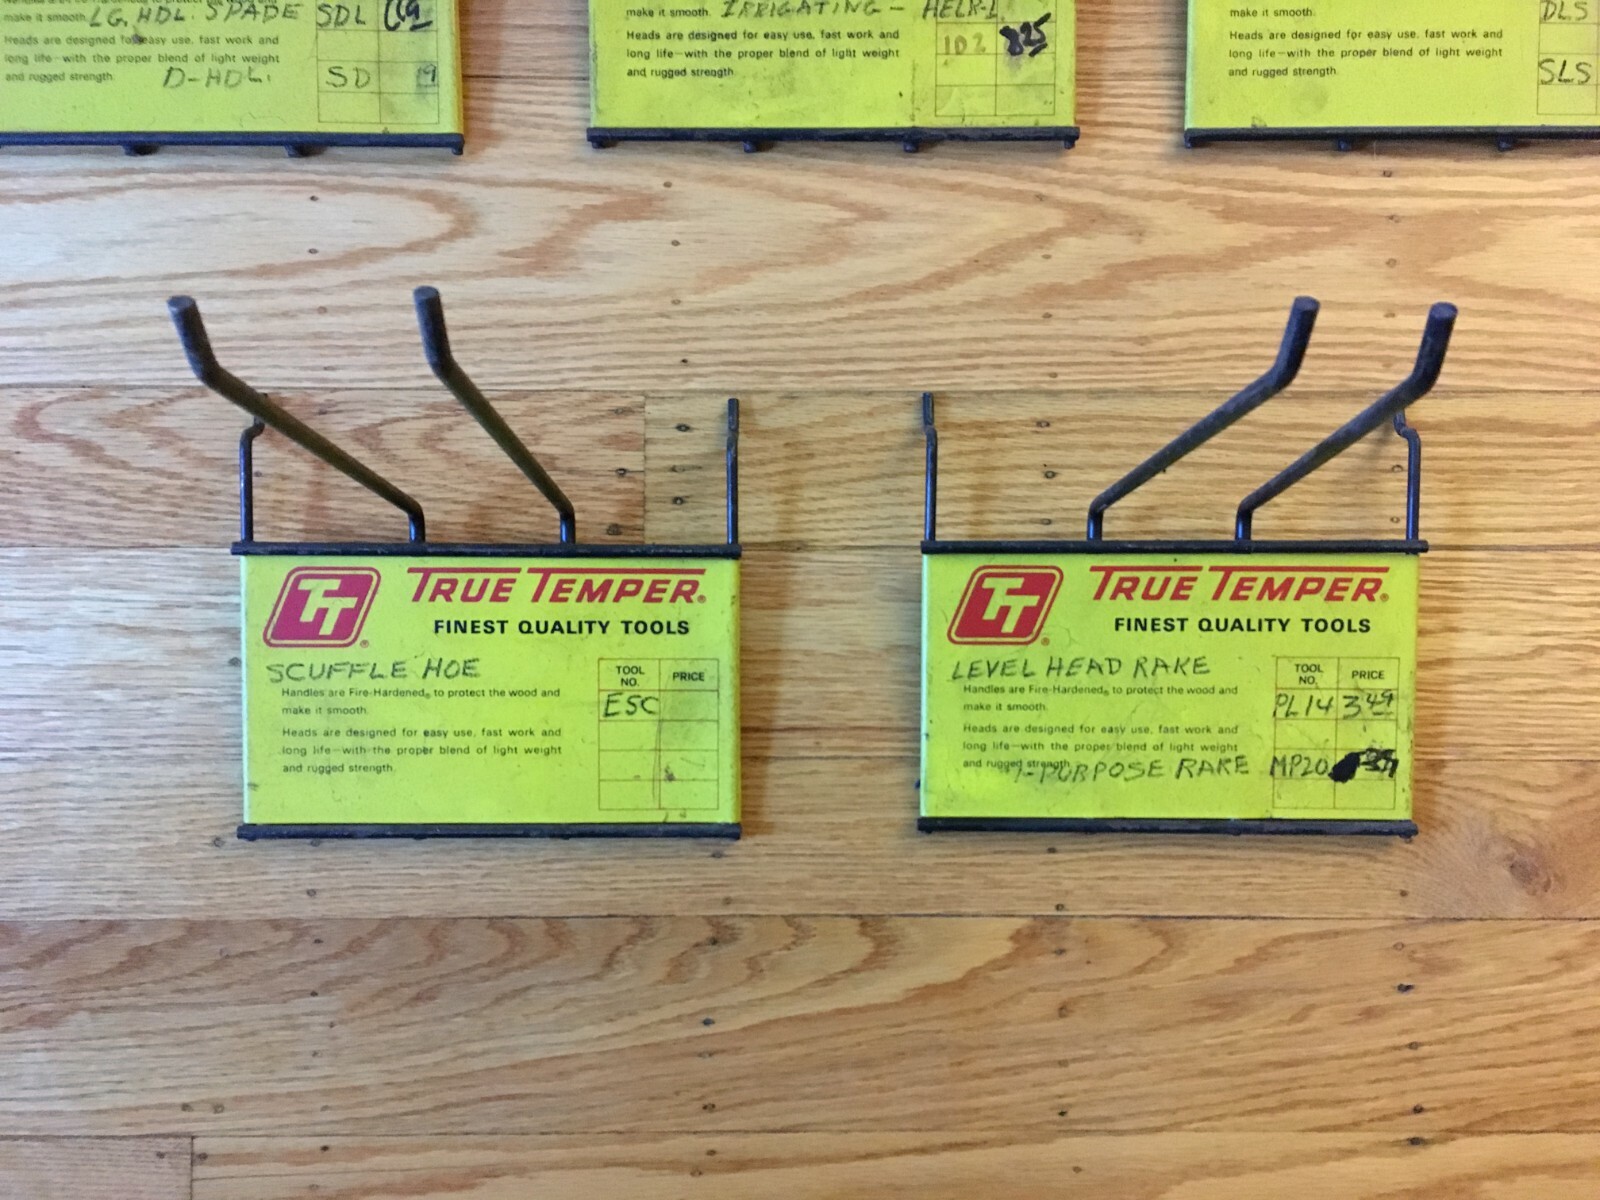 make it smooth. LG. HDL. SPADE SDL
Heads are designed for easy use, fast work and
long life—with the proper blend of light weight
and rugged strength. D-HDL. SD
make it smooth. IRRIGATING —
Heads are designed for easy use, fast work and
long life—with the proper blend of light weight
and rugged strength.
102 8 25
make it smooth. DLS
Heads are designed for easy use, fast work and
long life—with the proper blend of light weight
and rugged strength. SLS
TT® TRUE TEMPER®
FINEST QUALITY TOOLS
SCUFFLE HOE
Handles are Fire-Hardened® to protect the wood and
make it smooth.
Heads are designed for easy use, fast work and
long life—with the proper blend of light weight
and rugged strength.
TOOL NO. PRICE
ESC
TT® TRUE TEMPER®
FINEST QUALITY TOOLS
LEVEL HEAD RAKE
Handles are Fire-Hardened® to protect the wood and
make it smooth.
Heads are designed for easy use, fast work and
long life—with the proper blend of light weight
and rugged strength.
-PURPOSE RAKE
TOOL NO. PRICE
PL14 3 49
MP20